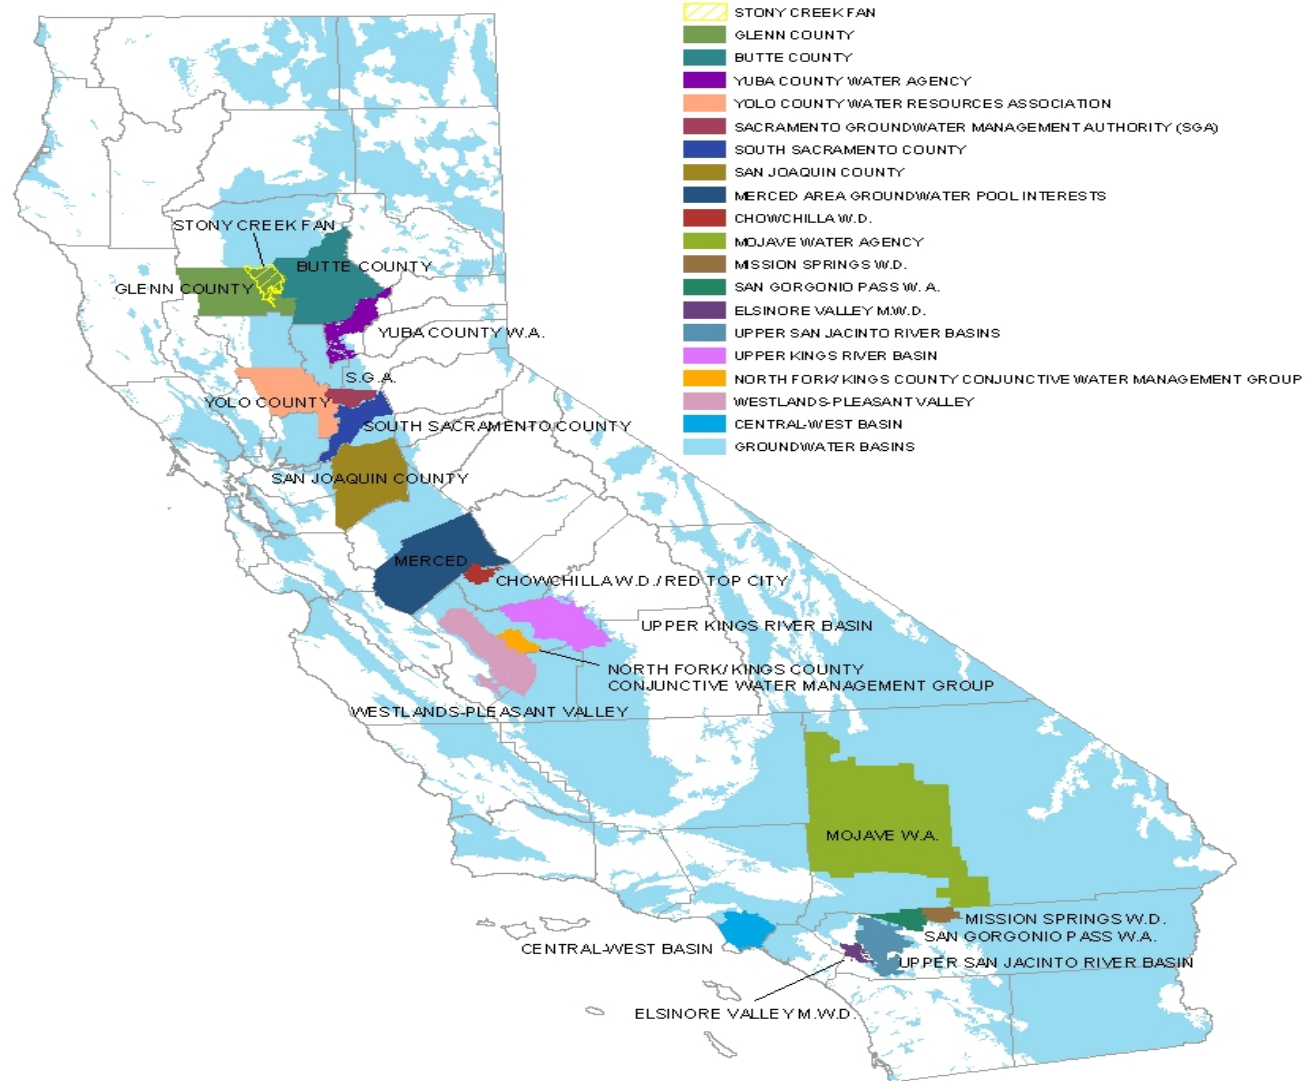 STONY CREEK FAN
GLENN COUNTY
BUTTE COUNTY
YUBA COUNTY WATER AGENCY
YOLO COUNTY WATER RESOURCES ASSOCIATION
SACRAMENTO GROUNDWATER MANAGEMENT AUTHORITY (SGA)
SOUTH SACRAMENTO COUNTY
SAN JOAQUIN COUNTY
MERCED AREA GROUNDWATER POOL INTERESTS
CHOWCHILLA W.D.
MOJAVE WATER AGENCY
MISSION SPRINGS W.D.
SAN GORGONIO PASS W. A.
ELSINORE VALLEY M.W.D.
UPPER SAN JACINTO RIVER BASINS
UPPER KINGS RIVER BASIN
NORTH FORK/ KINGS COUNTY CONJUNCTIVE WATER MANAGEMENT GROUP
WESTLANDS-PLEASANT VALLEY
CENTRAL-WEST BASIN
GROUNDWATER BASINS
STONY CREEK FAN
BUTTE COUNTY
GLENN COUNTY
YUBA COUNTY W.A.
S.G.A.
YOLO COUNTY
SOUTH SACRAMENTO COUNTY
SAN JOAQUIN COUNTY
MERCED
CHOWCHILLA W.D. / RED TOP CITY
UPPER KINGS RIVER BASIN
NORTH FORK/ KINGS COUNTY
CONJUNCTIVE WATER MANAGEMENT GROUP
WESTLANDS-PLEASANT VALLEY
MOJAVE W.A.
MISSION SPRINGS W.D.
SAN GORGONIO PASS W.A.
CENTRAL-WEST BASIN
UPPER SAN JACINTO RIVER BASIN
ELSINORE VALLEY M.W.D.